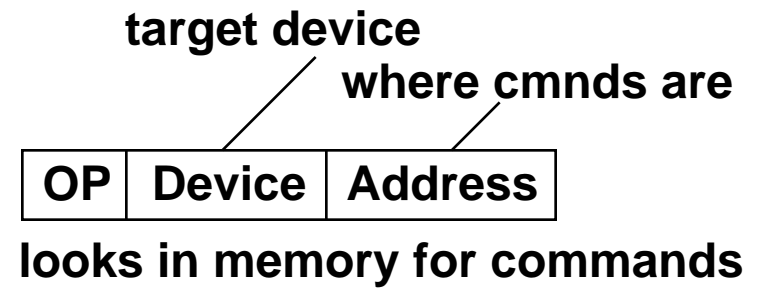 target device
where cmnds are
OP Device Address
looks in memory for commands